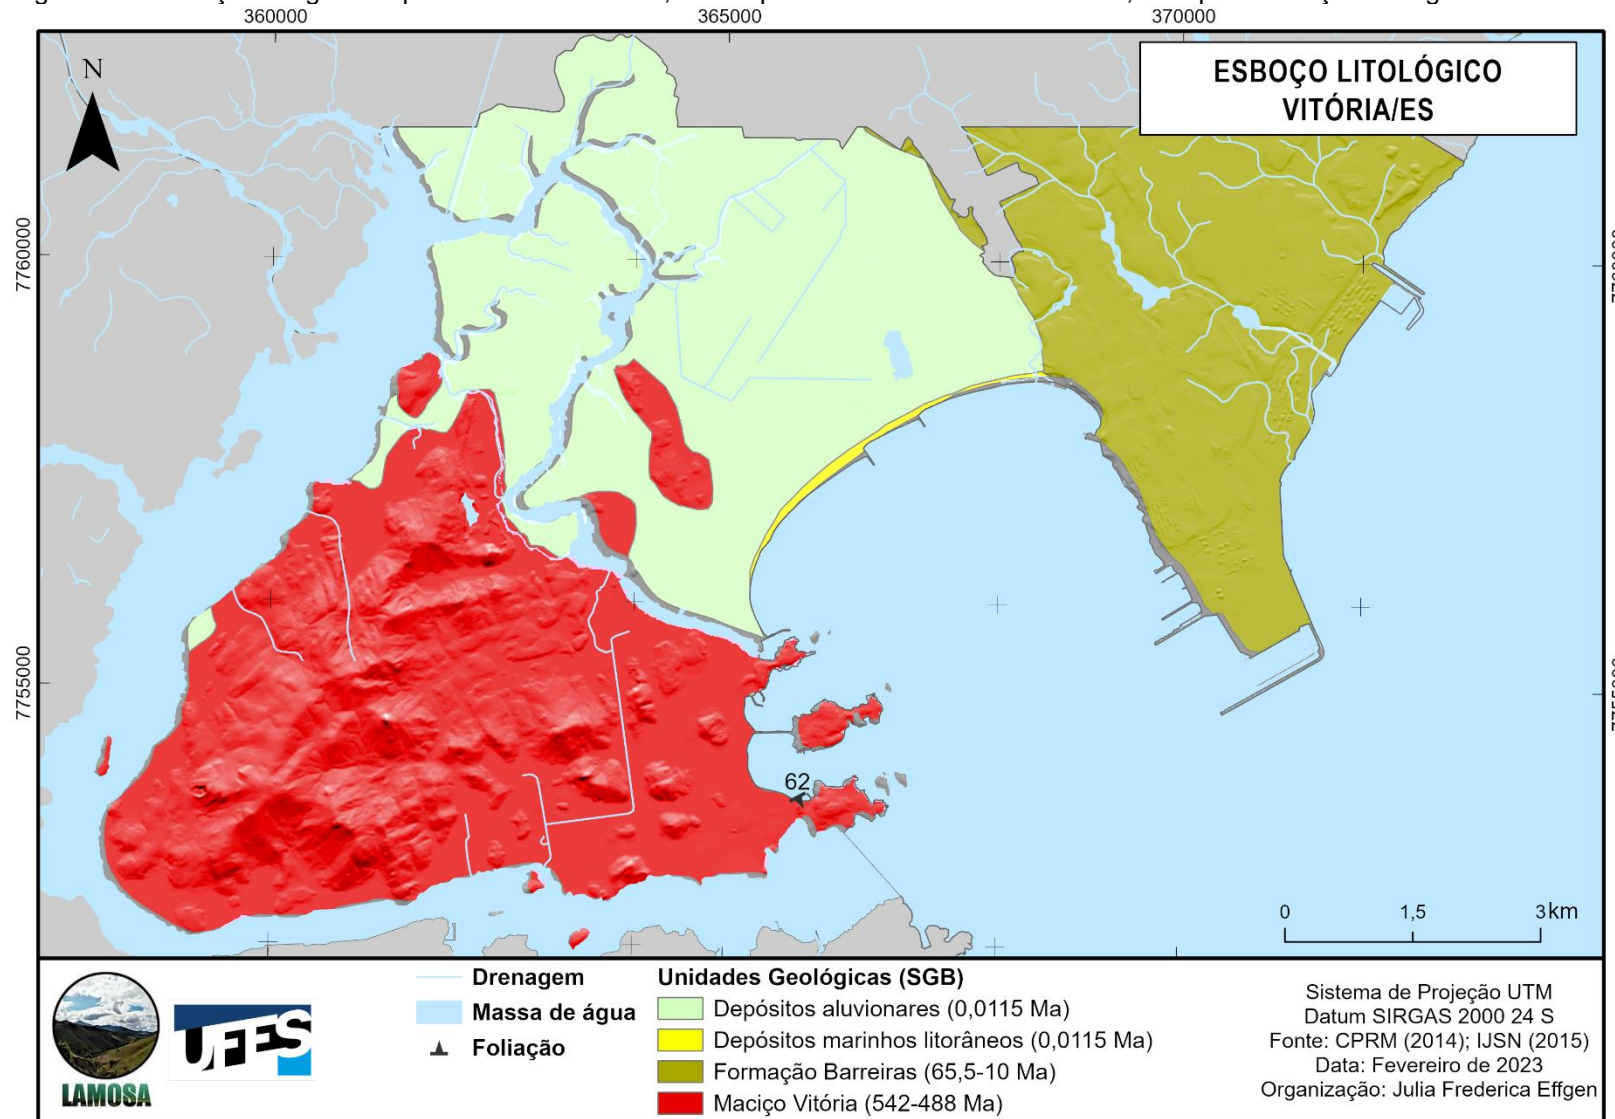 360000
365000
370000
N
ESBOÇO LITOLÓGICO
VITÓRIA/ES
7760000
7755000
62
0 1,5 3km
Drenagem
Massa de água
Foliação
Unidades Geológicas (SGB)
Depósitos aluvionares (0,0115 Ma)
Depósitos marinhos litorâneos (0,0115 Ma)
Formação Barreiras (65,5-10 Ma)
Maciço Vitória (542-488 Ma)
Sistema de Projeção UTM
Datum SIRGAS 2000 24 S
Fonte: CPRM (2014); IJSN (2015)
Data: Fevereiro de 2023
Organização: Julia Frederica Effgen
LAMOSA
UFES